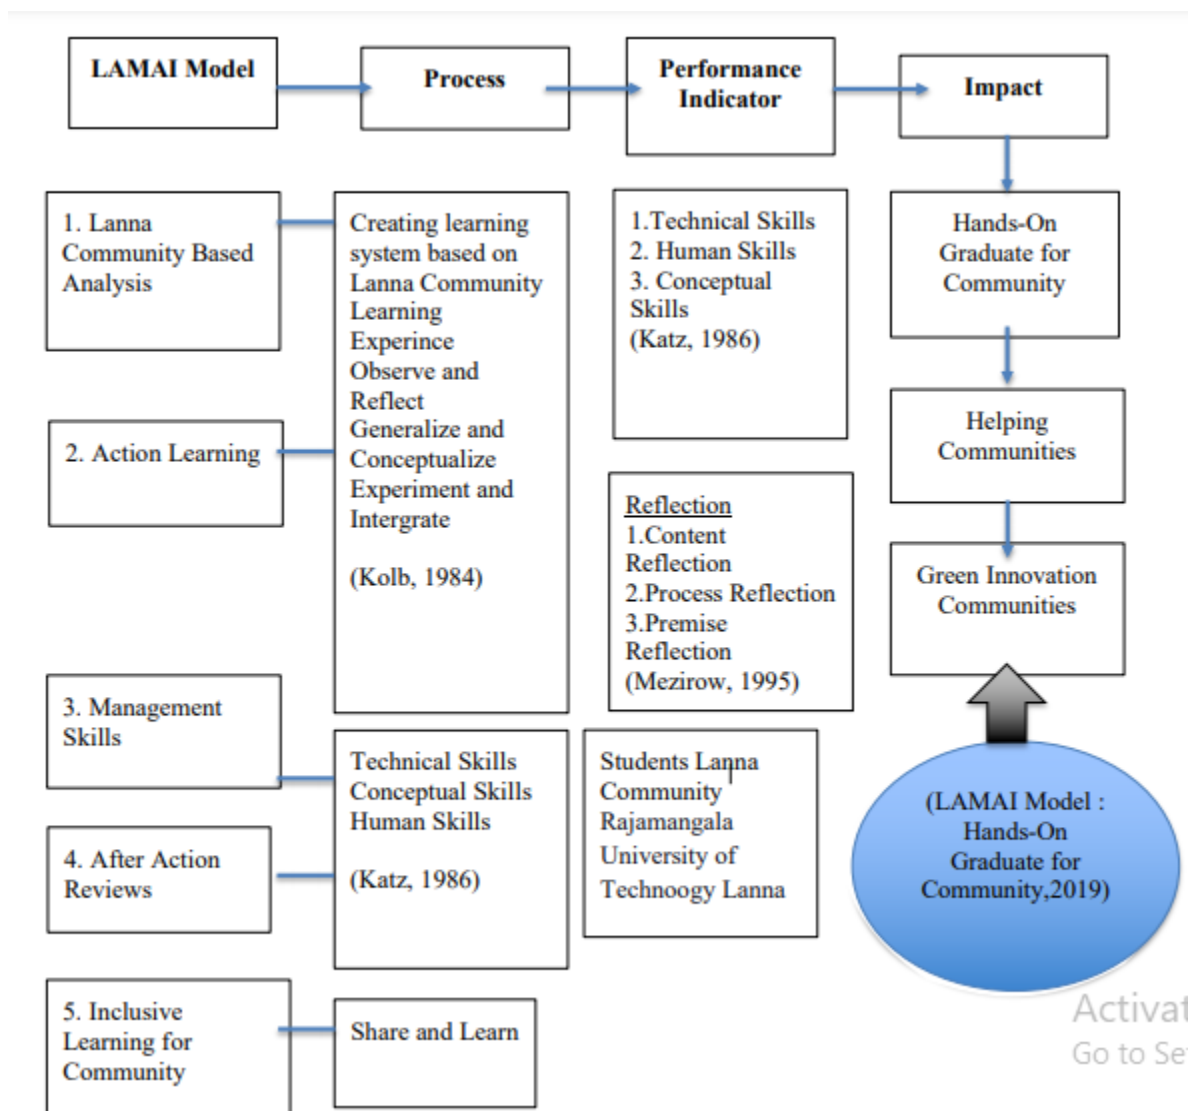 LAMAI Model
Process
Performance
Indicator
Impact
1. Lanna
Community Based
Analysis
2. Action Learning
3. Management
Skills
4. After Action
Reviews
5. Inclusive
Learning for
Community
Creating learning
system based on
Lanna Community
Learning
Experince
Observe and
Reflect
Generalize and
Conceptualize
Experiment and
Intergrate
(Kolb, 1984)
Technical Skills
Conceptual Skills
Human Skills
(Katz, 1986)
Share and Learn
1.Technical Skills
2. Human Skills
3. Conceptual
Skills
(Katz, 1986)
Reflection
1.Content
Reflection
2.Process Reflection
3.Premise
Reflection
(Mezirow, 1995)
Students Lanna
Community
Rajamangala
University of
Technoogy Lanna
Hands-On
Graduate for
Community
Helping
Communities
Green Innovation
Communities
(LAMAI Model :
Hands-On
Graduate for
Community,2019)
Activat
Go to Se